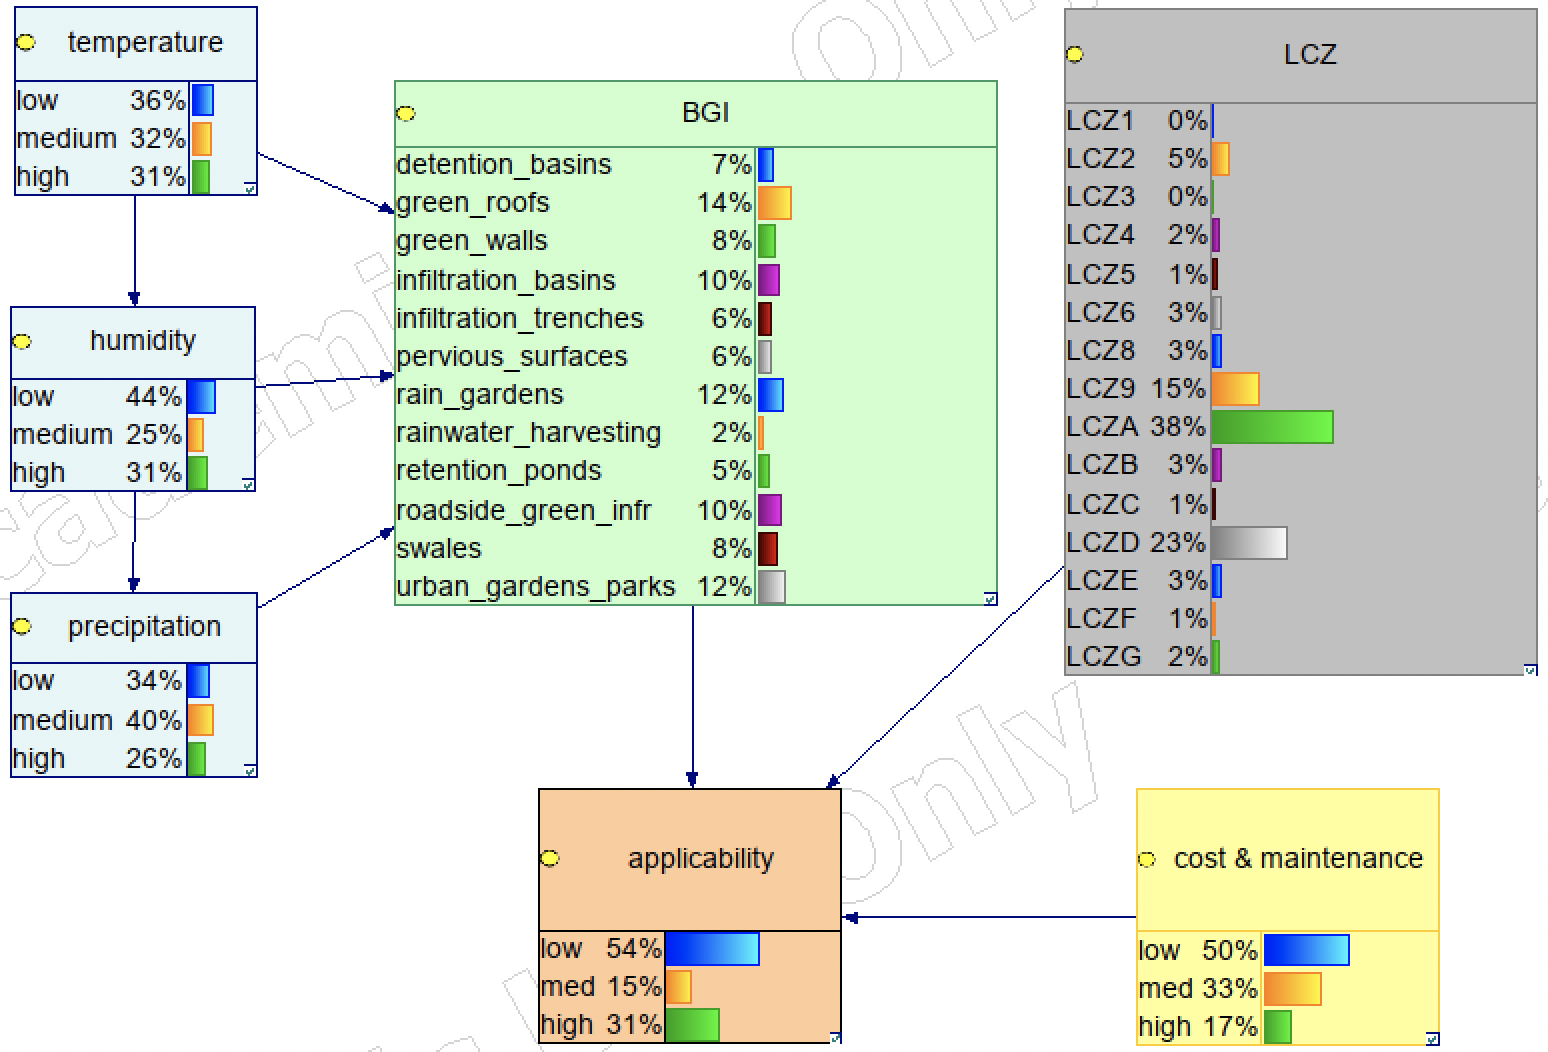 temperature
low 36%
medium 32%
high 31%
humidity
low 44%
medium 25%
high 31%
precipitation
low 34%
medium 40%
high 26%
BGI
detention_basins 7%
green_roofs 14%
green_walls 8%
infiltration_basins 10%
infiltration_trenches 6%
pervious_surfaces 6%
rain_gardens 12%
rainwater_harvesting 2%
retention_ponds 5%
roadside_green_infr 10%
swales 8%
urban_gardens_parks 12%
LCZ
LCZ1 0%
LCZ2 5%
LCZ3 0%
LCZ4 2%
LCZ5 1%
LCZ6 3%
LCZ8 3%
LCZ9 15%
LCZA 38%
LCZB 3%
LCZC 1%
LCZD 23%
LCZE 3%
LCZF 1%
LCZG 2%
applicability
low 54%
med 15%
high 31%
cost & maintenance
low 50%
med 33%
high 17%
only